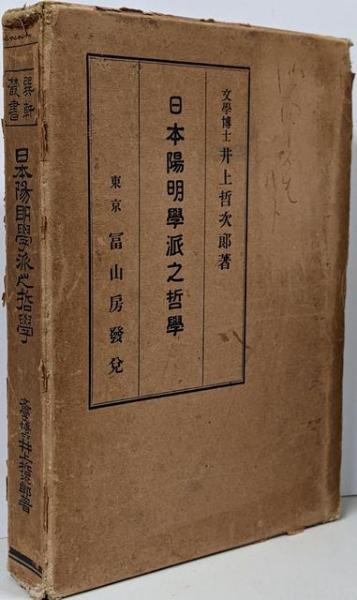 文學博士 井上哲次郎著
日本陽明學派之哲學
東京 冨山房發兌
巽軒叢書
日本陽明學派之哲學
文學博士井上哲次郎著